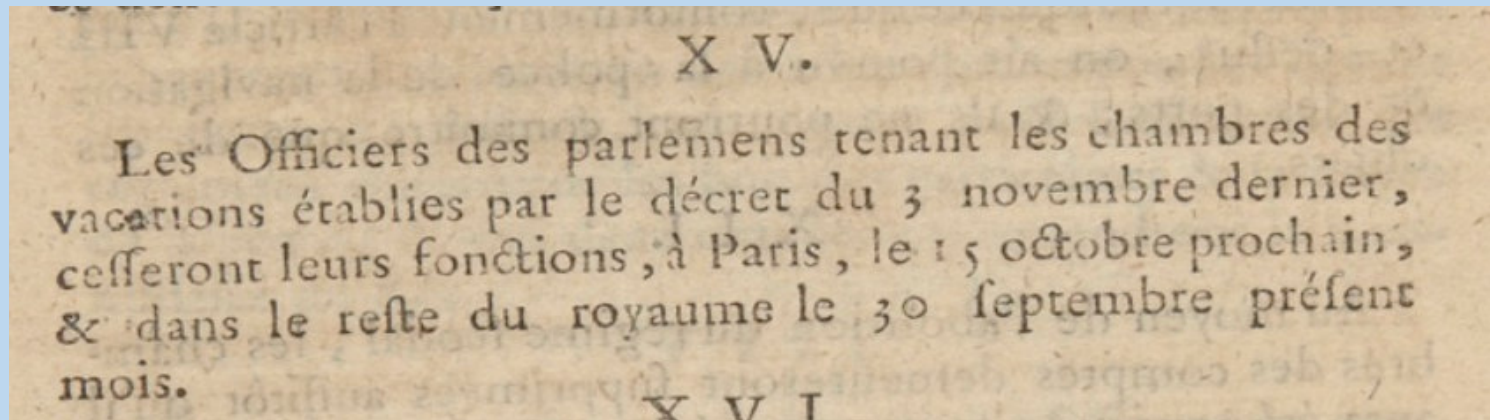 X V.
Les Officiers des parlemens tenant les chambres des
vacations établies par le décret du 3 novembre dernier,
ceſſeront leurs fonctions, à Paris, le 15 octobre prochain,
& dans le reſte du royaume le 30 ſeptembre préſent
mois.
X V I